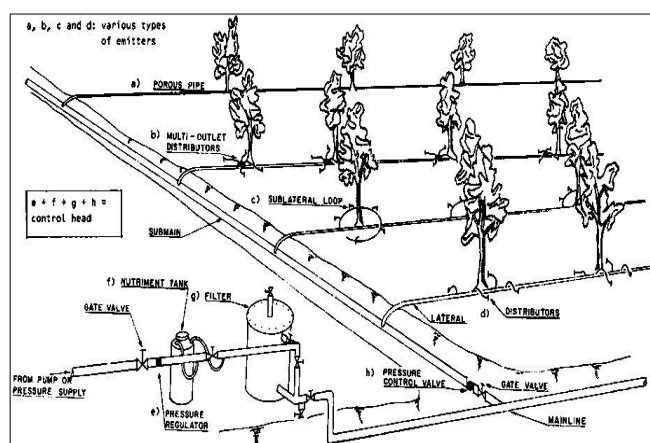 a, b, c and d: various types
of emitters
a) POROUS PIPE
b) MULTI-OUTLET
DISTRIBUTORS
c) SUBLATERAL LOOP
e + f + g + h =
control head
SUBMAIN
f) NUTRIMENT TANK
g) FILTER
GATE VALVE
LATERAL
d) DISTRIBUTORS
h) PRESSURE
CONTROL VALVE
GATE VALVE
FROM PUMP OR
PRESSURE SUPPLY
e) PRESSURE
REGULATOR
MAINLINE